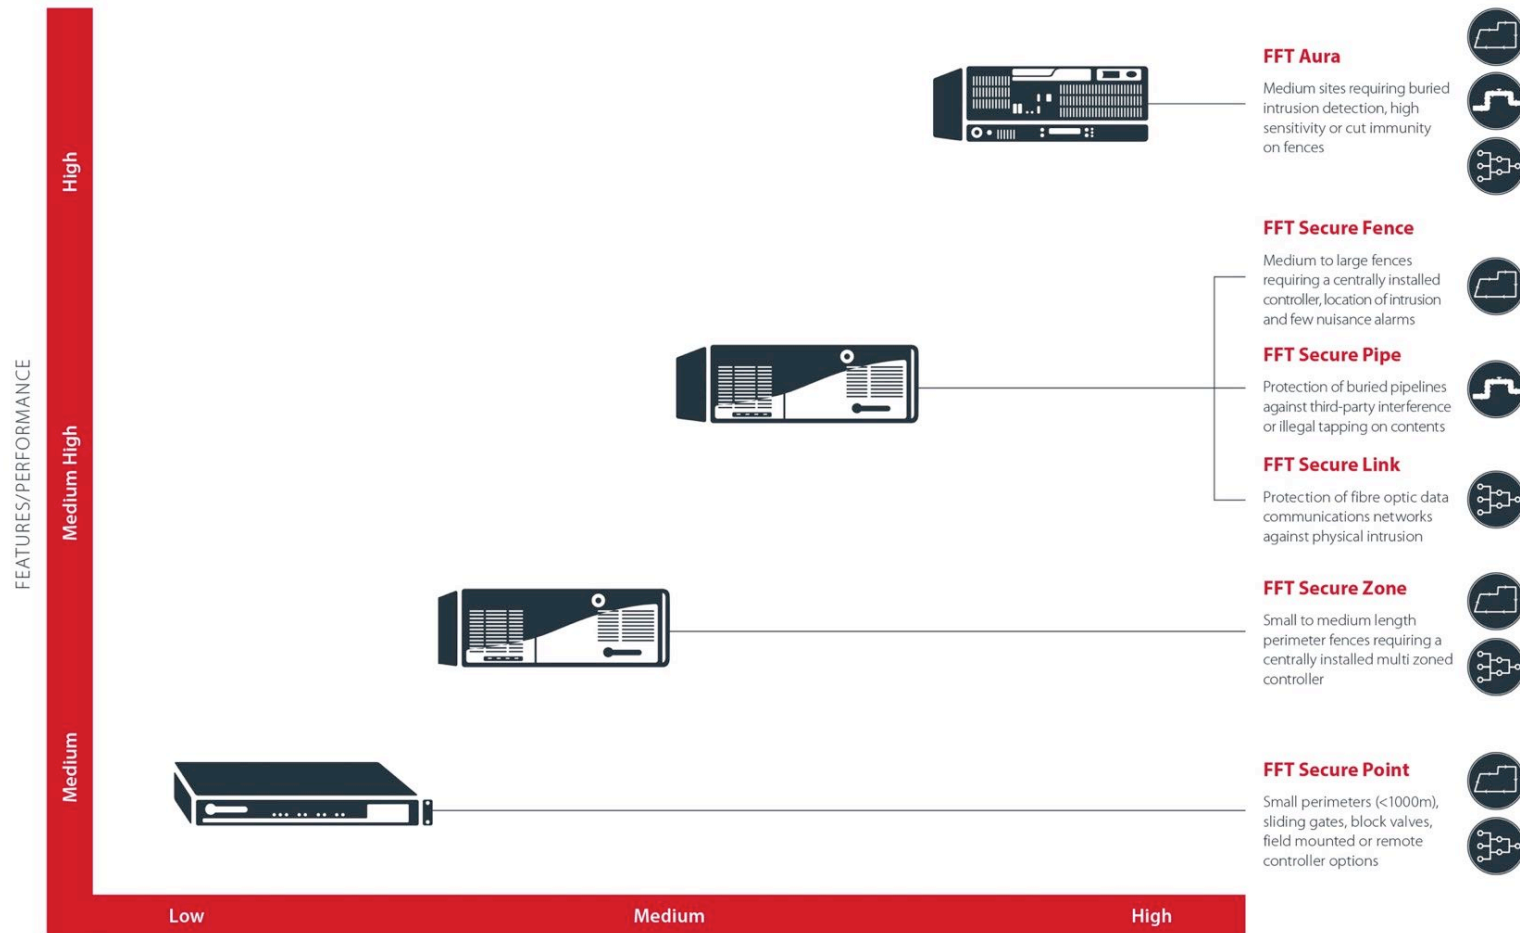 FEATURES/PERFORMANCE
High
Medium High
Medium
Low
Medium
High
FFT Aura
Medium sites requiring buried
intrusion detection, high
sensitivity or cut immunity
on fences
FFT Secure Fence
Medium to large fences
requiring a centrally installed
controller, location of intrusion
and few nuisance alarms
FFT Secure Pipe
Protection of buried pipelines
against third-party interference
or illegal tapping on contents
FFT Secure Link
Protection of fibre optic data
communications networks
against physical intrusion
FFT Secure Zone
Small to medium length
perimeter fences requiring a
centrally installed multi zoned
controller
FFT Secure Point
Small perimeters (<1000m),
sliding gates, block valves,
field mounted or remote
controller options